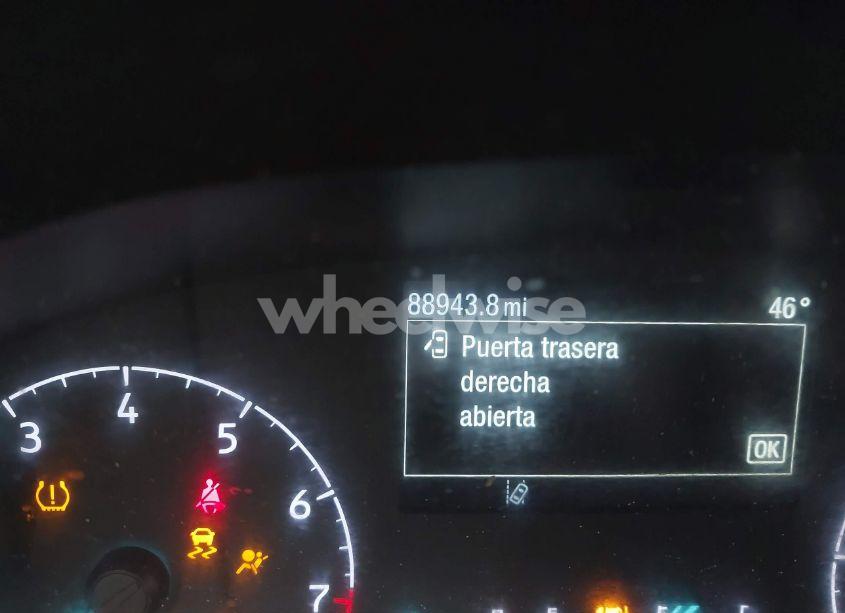 88943.8 mi 46°
wheelwise
Puerta trasera
derecha
abierta
OK
3 4 5 6 7